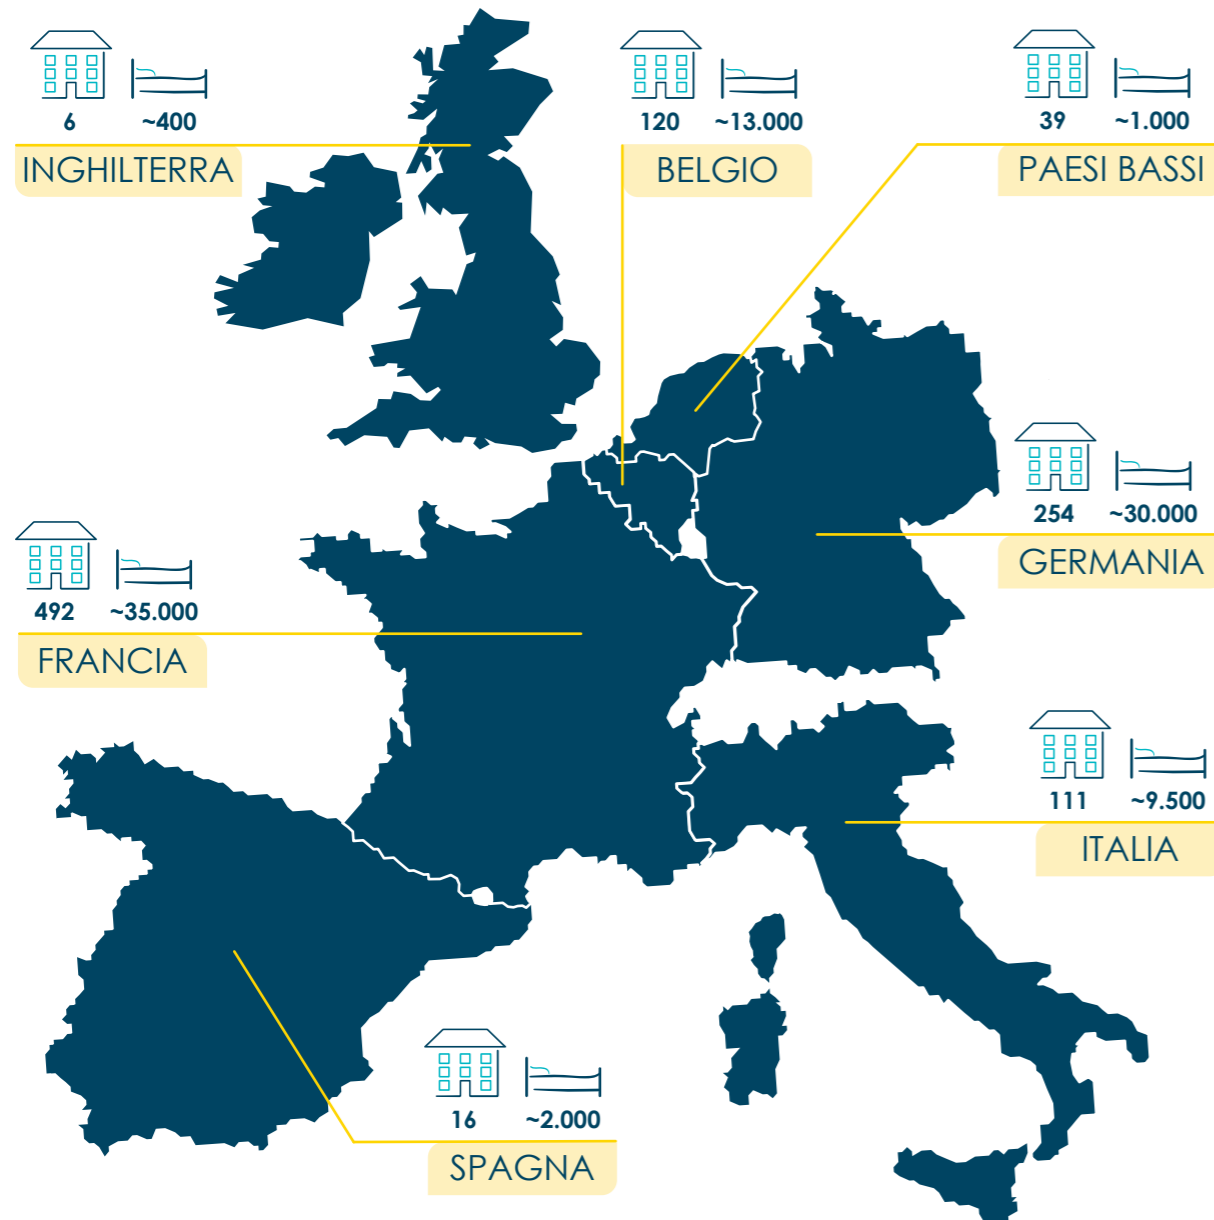 6 ~400
INGHILTERRA
120 ~13.000
BELGIO
39 ~1.000
PAESI BASSI
254 ~30.000
GERMANIA
492 ~35.000
FRANCIA
111 ~9.500
ITALIA
16 ~2.000
SPAGNA